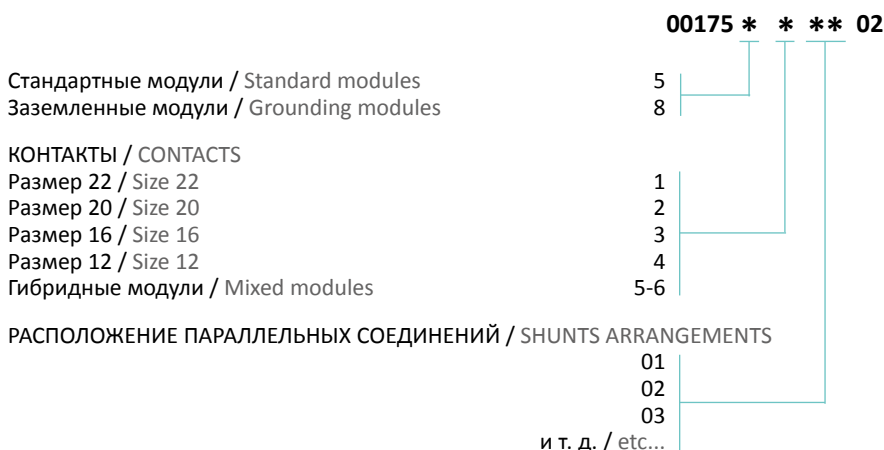 00175 * * ** 02
Стандартные модули / Standard modules 5
Заземленные модули / Grounding modules 8
КОНТАКТЫ / CONTACTS
Размер 22 / Size 22 1
Размер 20 / Size 20 2
Размер 16 / Size 16 3
Размер 12 / Size 12 4
Гибридные модули / Mixed modules 5-6
РАСПОЛОЖЕНИЕ ПАРАЛЛЕЛЬНЫХ СОЕДИНЕНИЙ / SHUNTS ARRANGEMENTS
01
02
03
и т. д. / etc...